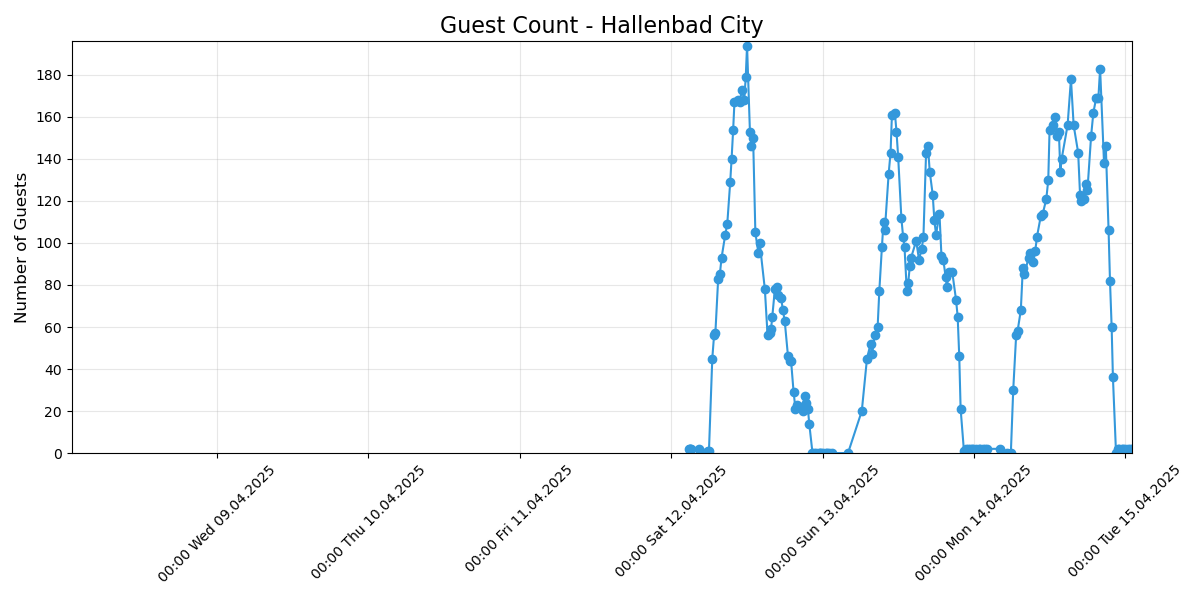 Guest Count - Hallenbad City
Number of Guests
180
160
140
120
100
80
60
40
20
0
00:00 Wed 09.04.2025
00:00 Thu 10.04.2025
00:00 Fri 11.04.2025
00:00 Sat 12.04.2025
00:00 Sun 13.04.2025
00:00 Mon 14.04.2025
00:00 Tue 15.04.2025